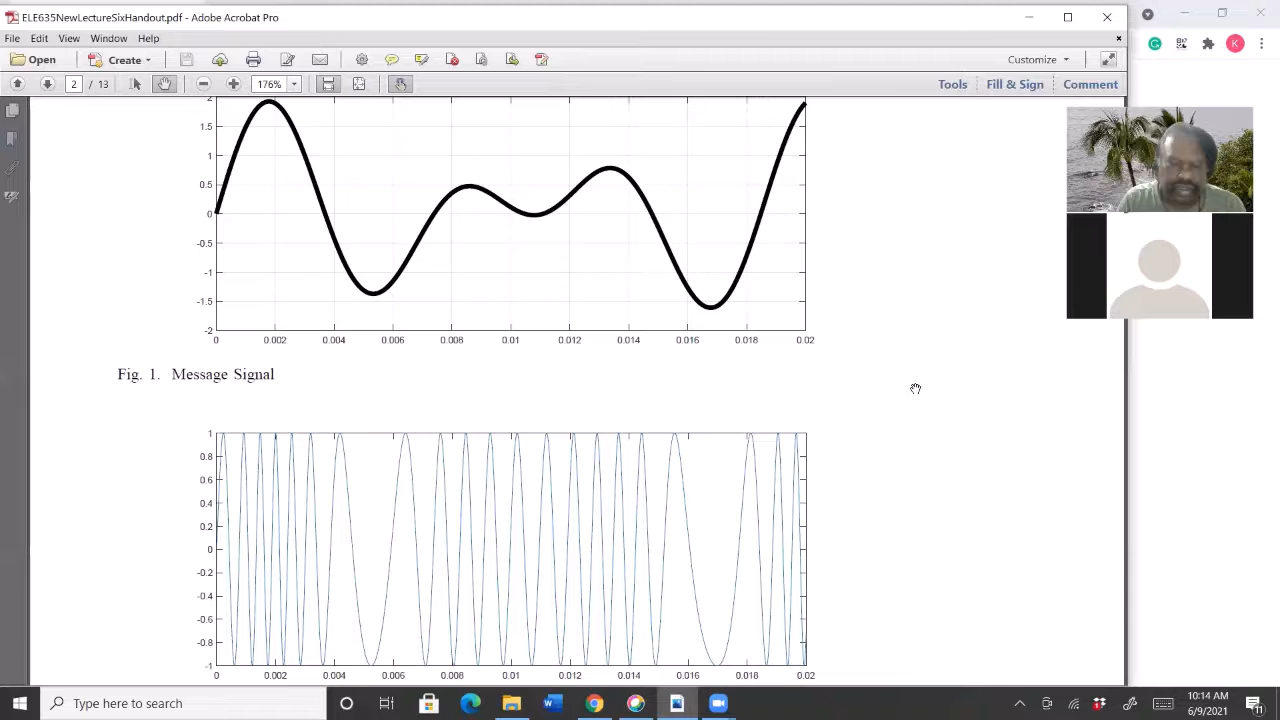 ELE635NewLectureSixHandout.pdf - Adobe Acrobat Pro
File Edit View Window Help
Open Create Customize
2 / 13 176% Tools Fill & Sign Comment
K
2
1.5
1
0.5
0
-0.5
-1
-1.5
-2
0 0.002 0.004 0.006 0.008 0.01 0.012 0.014 0.016 0.018 0.02
Fig. 1. Message Signal
1
0.8
0.6
0.4
0.2
0
-0.2
-0.4
-0.6
-0.8
-1
0 0.002 0.004 0.006 0.008 0.01 0.012 0.014 0.016 0.018 0.02
Type here to search
10:14 AM
6/9/2021
11